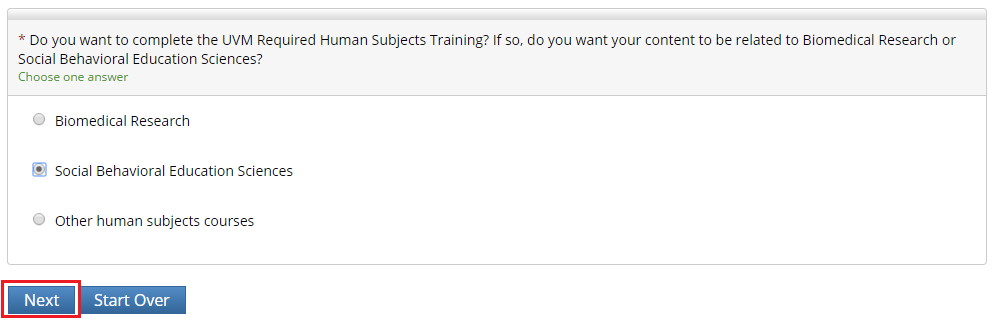 * Do you want to complete the UVM Required Human Subjects Training? If so, do you want your content to be related to Biomedical Research or
Social Behavioral Education Sciences?
Choose one answer
Biomedical Research
Social Behavioral Education Sciences
Other human subjects courses
Next Start Over